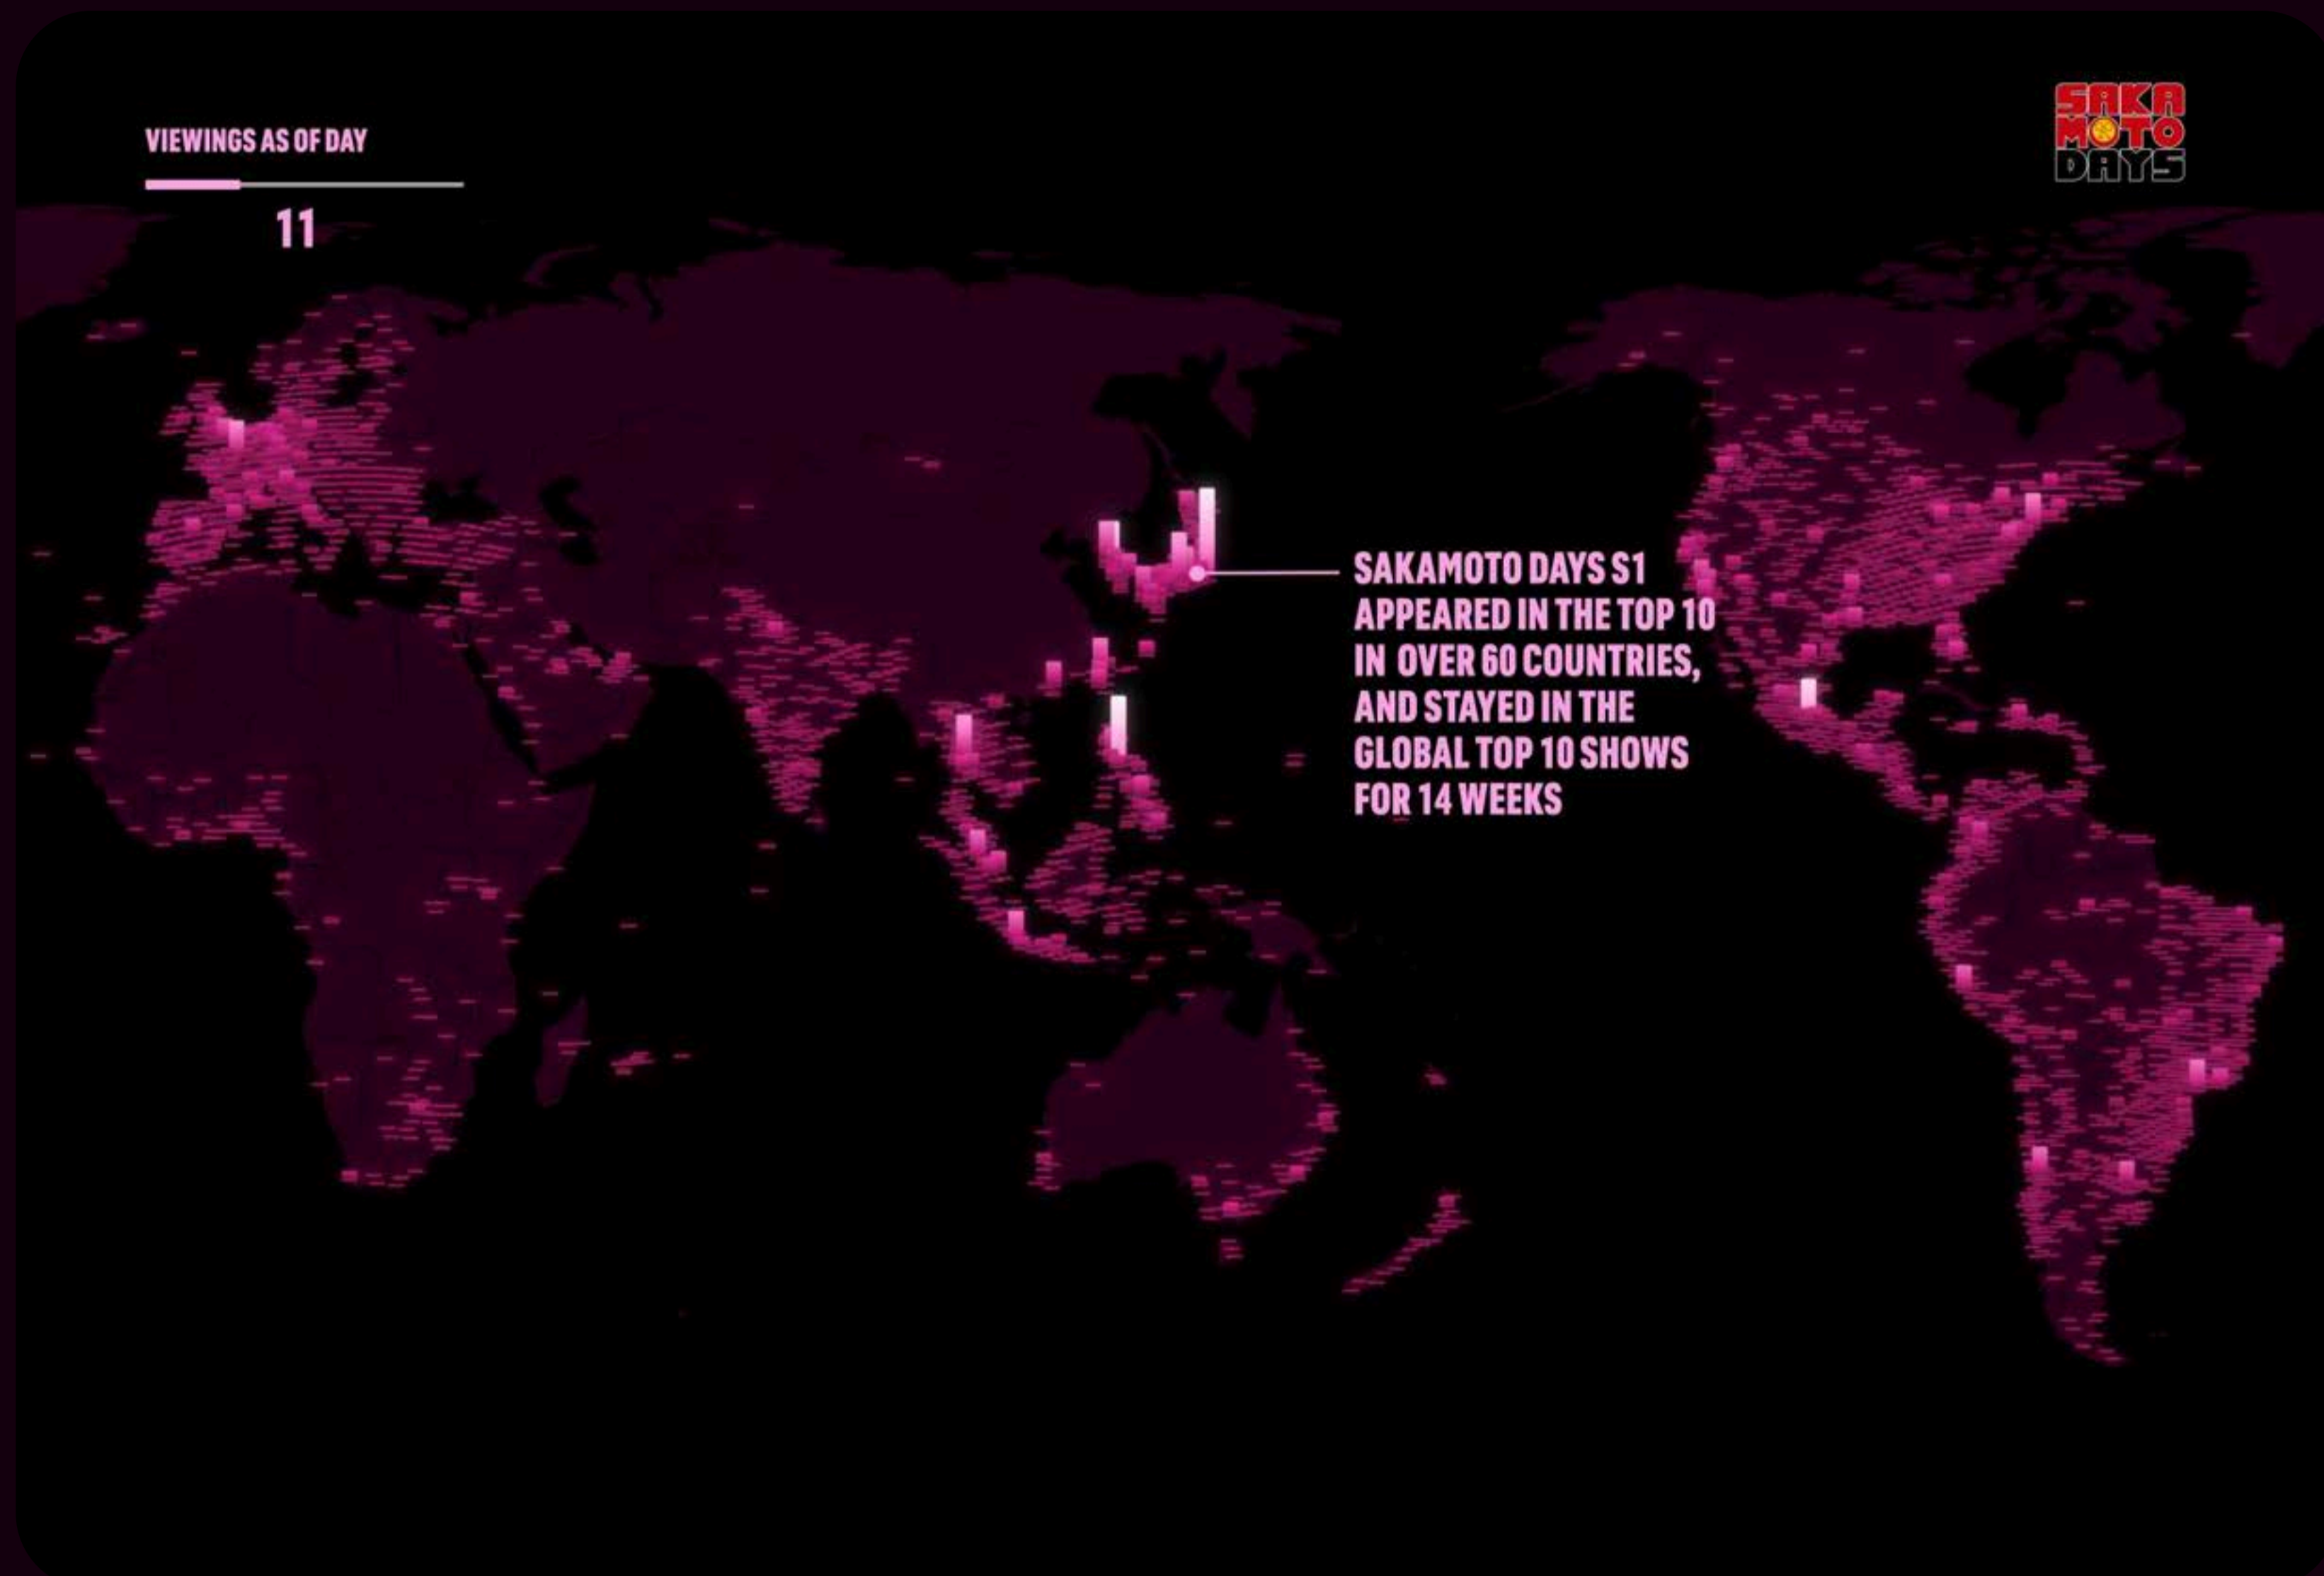 VIEWINGS AS OF DAY
11
SAKA
MOTO
DAYS
SAKAMOTO DAYS S1
APPEARED IN THE TOP 10
IN OVER 60 COUNTRIES,
AND STAYED IN THE
GLOBAL TOP 10 SHOWS
FOR 14 WEEKS